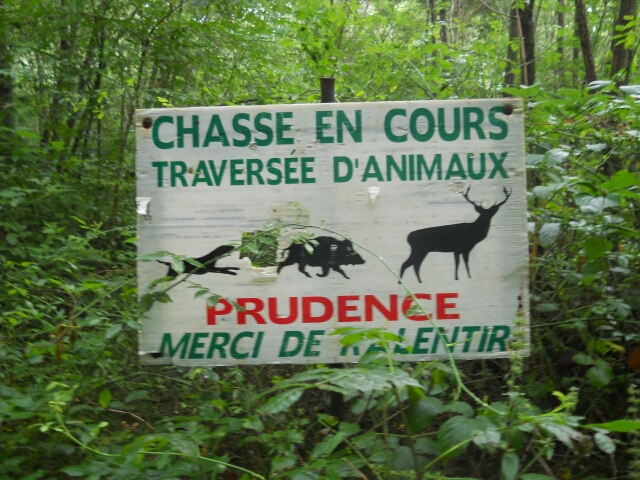 CHASSE EN COURS
TRAVERSÉE D'ANIMAUX
PRUDENCE
MERCI DE RALENTIR